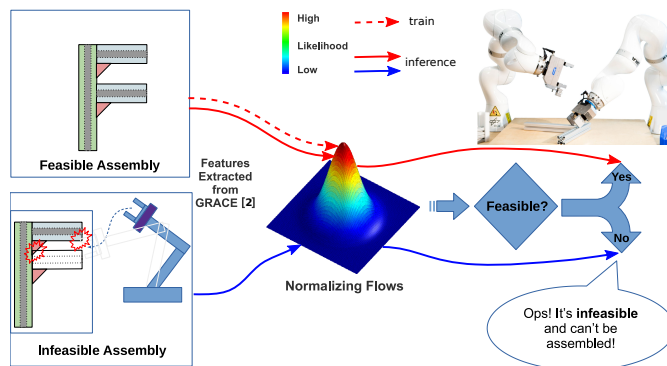 High
Likelihood
Low
train
inference
Feasible Assembly
Features
Extracted
from
GRACE [2]
Normalizing Flows
Feasible?
Yes
No
Infeasible Assembly
Ops! It's infeasible
and can't be
assembled!